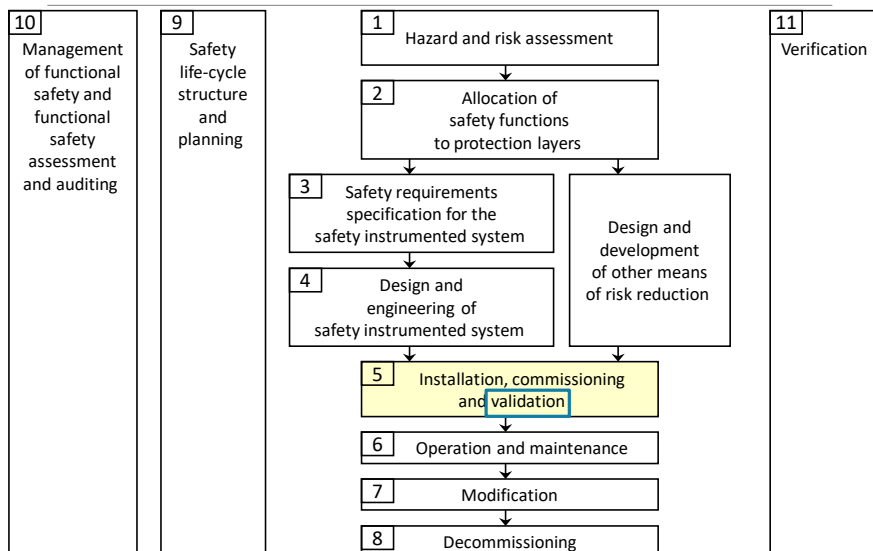 10
Management
of functional
safety and
functional
safety
assessment
and auditing
9
Safety
life-cycle
structure
and
planning
1
Hazard and risk assessment
2
Allocation of
safety functions
to protection layers
3
Safety requirements
specification for the
safety instrumented system
4
Design and
engineering of
safety instrumented system
Design and
development
of other means
of risk reduction
5
Installation, commissioning
and validation
6
Operation and maintenance
7
Modification
8
Decommissioning
11
Verification